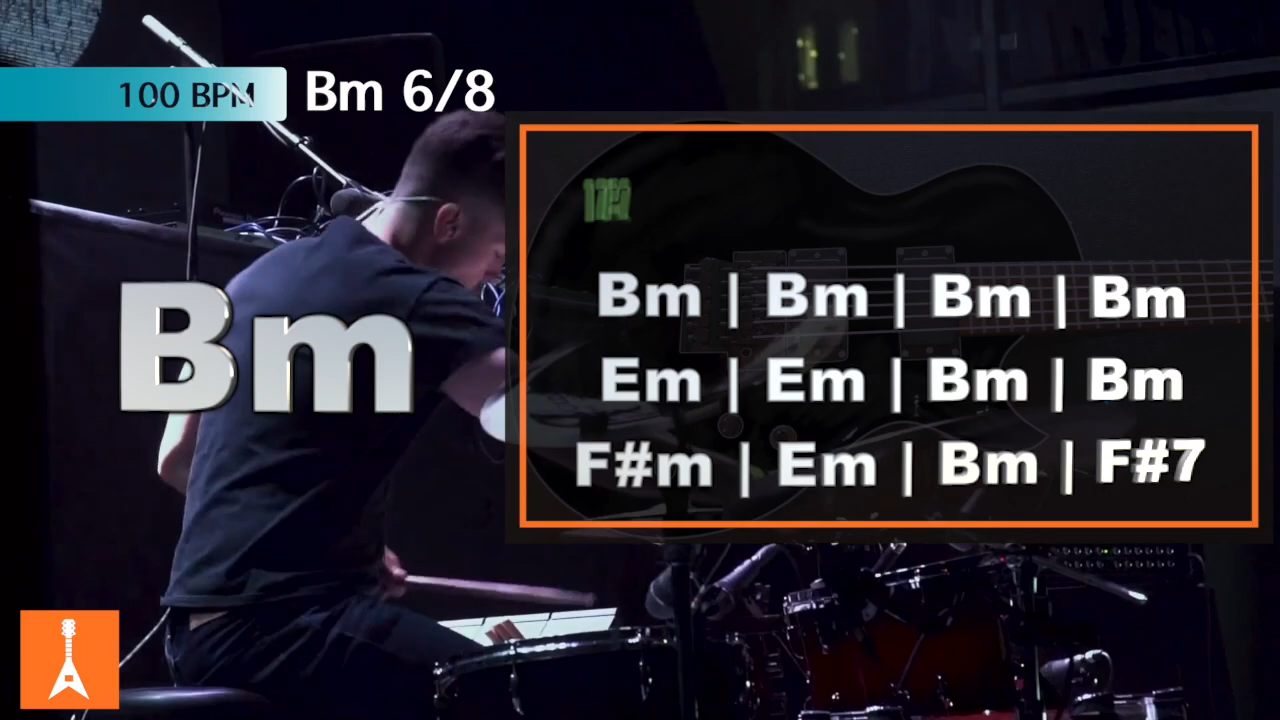 100 BPM
Bm 6/8
Bm
Bm | Bm | Bm | Bm
Em | Em | Bm | Bm
F#m | Em | Bm | F#7